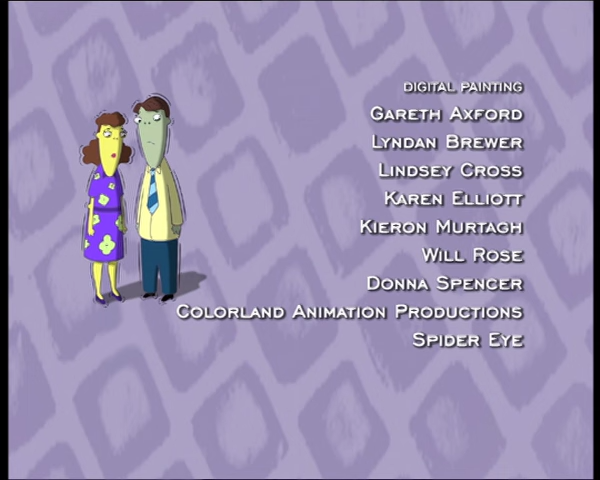 DIGITAL PAINTING
GARETH AXFORD
LYNDAN BREWER
LINDSEY CROSS
KAREN ELLIOTT
KIERON MURTAGH
WILL ROSE
DONNA SPENCER
COLORLAND ANIMATION PRODUCTIONS
SPIDER EYE